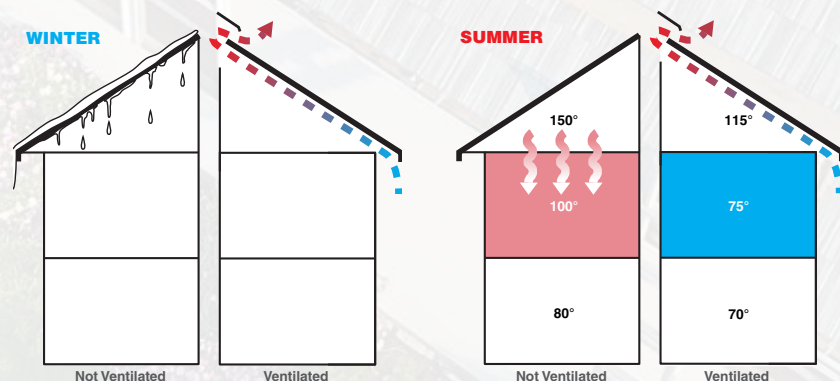 WINTER
SUMMER
150°
115°
100°
75°
80°
70°
Not Ventilated
Ventilated
Not Ventilated
Ventilated